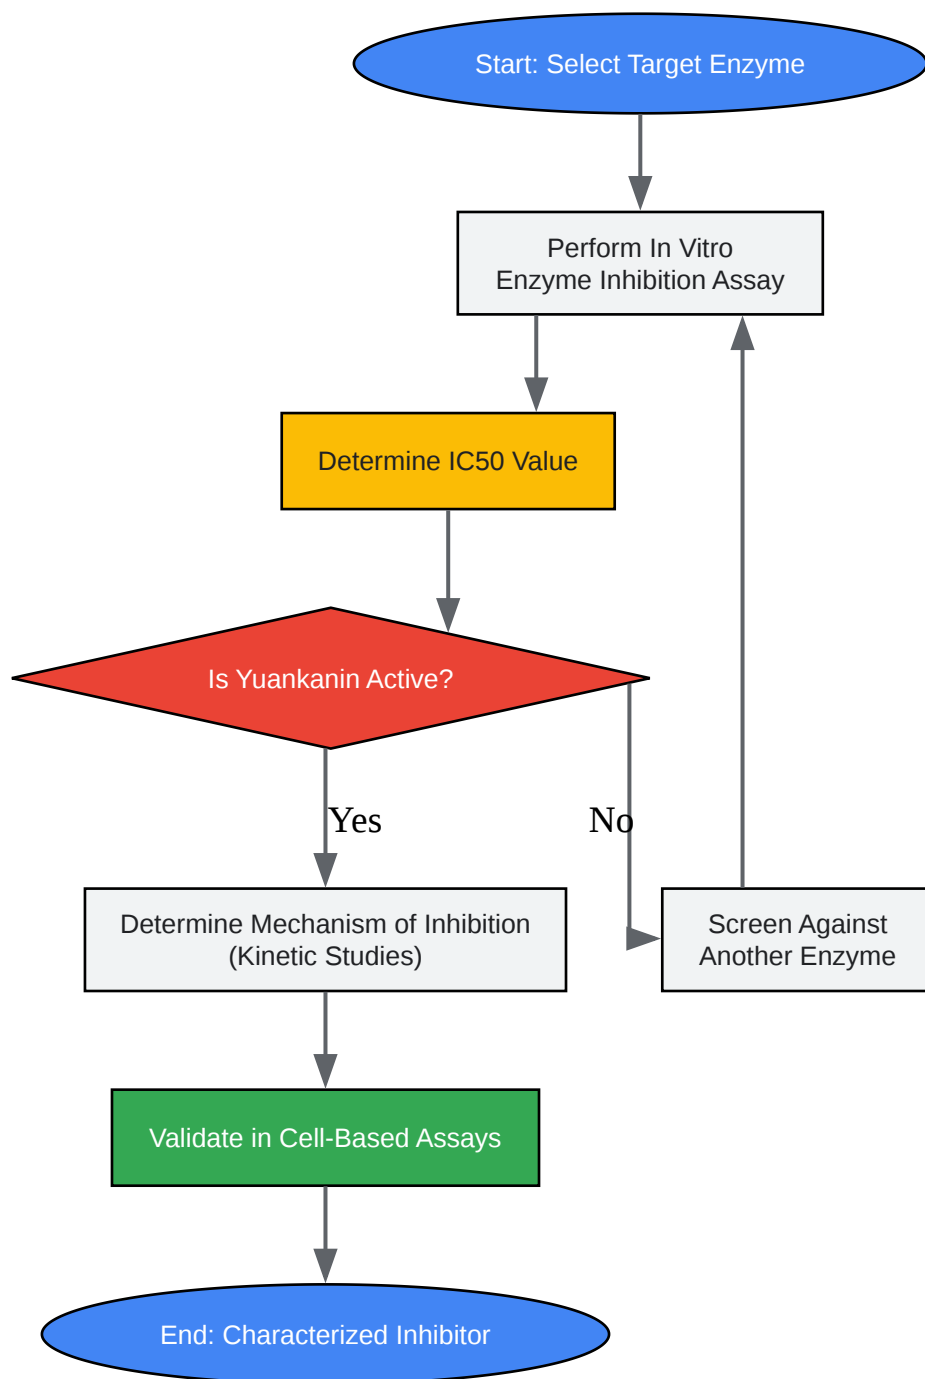 Start: Select Target Enzyme
Perform In Vitro
Enzyme Inhibition Assay
Determine IC50 Value
Is Yuankanin Active?
Yes
No
Determine Mechanism of Inhibition
(Kinetic Studies)
Screen Against
Another Enzyme
Validate in Cell-Based Assays
End: Characterized Inhibitor